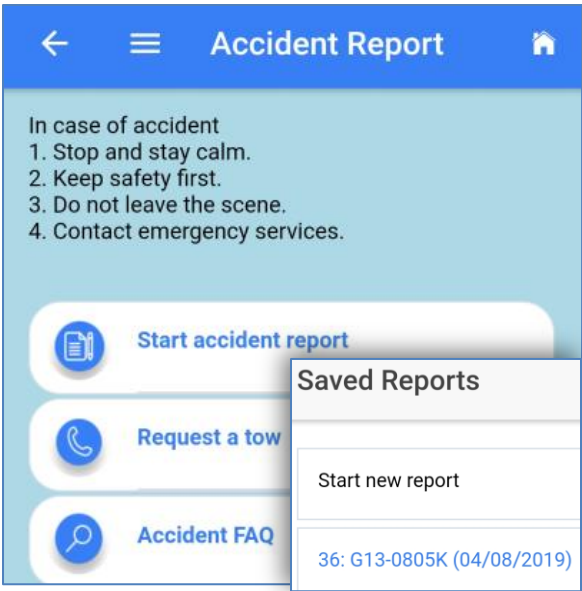 Accident Report
In case of accident
1. Stop and stay calm.
2. Keep safety first.
3. Do not leave the scene.
4. Contact emergency services.
Start accident report
Request a tow
Accident FAQ
Saved Reports
Start new report
36: G13-0805K (04/08/2019)